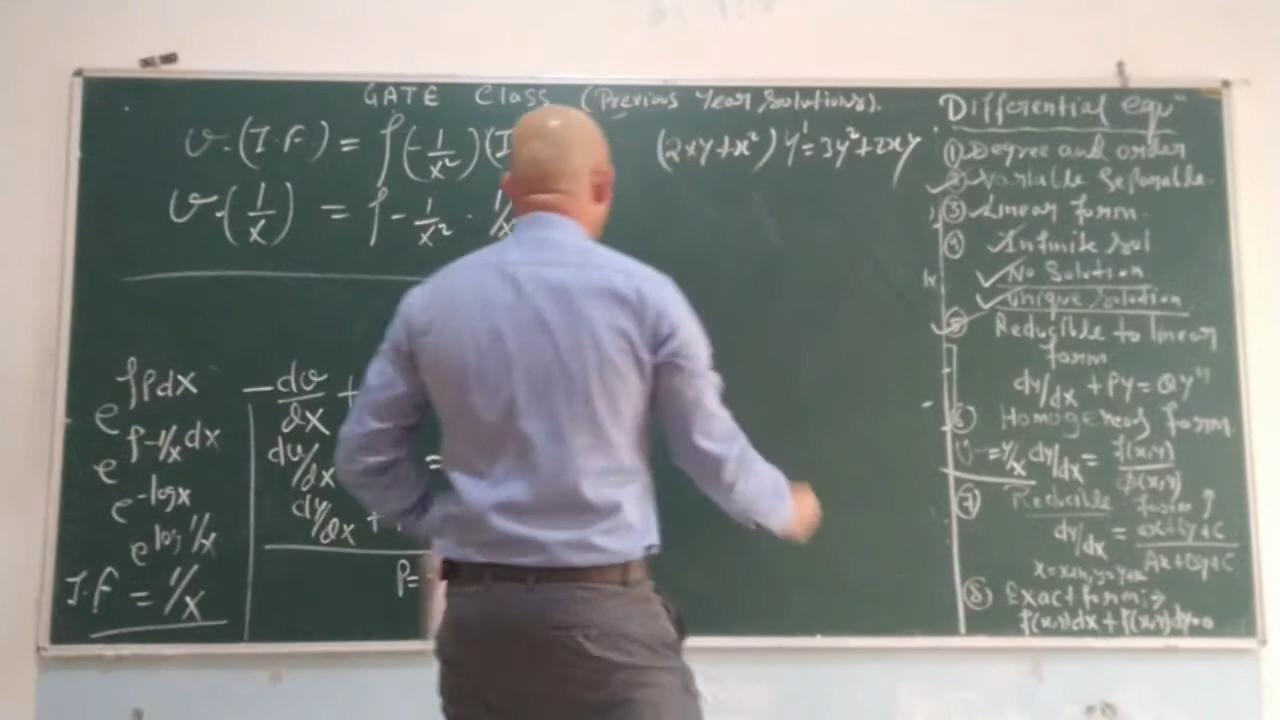 GATE Class (Previous Year Solutions).
v.(I.F) = ∫(-1/x²)(I
v.(1/x) = ∫-1/x² . 1/x
e^∫Pdx
e^∫-1/x dx
e^-logx
e^log 1/x
I.F = 1/x
-dv/dx +
dv/dx =
dy/dx +
P=
(2xy+x²) y' = 3y²+2xy
Differential eqn
① Degree and order
② Variable Separable.
③ Linear form.
④ Infinite Sol
No Solution
Unique Solution
⑤ Reducible to linear
form
dy/dx + Py = Qy^n
⑥ Homogeneous form
v=y/x dy/dx = f(x,y)/
⑦ Reducible form
dy/dx = ax+by+c/Ax+By+C
⑧ Exact form
f(x,y)dx + f(x,y)dy=0